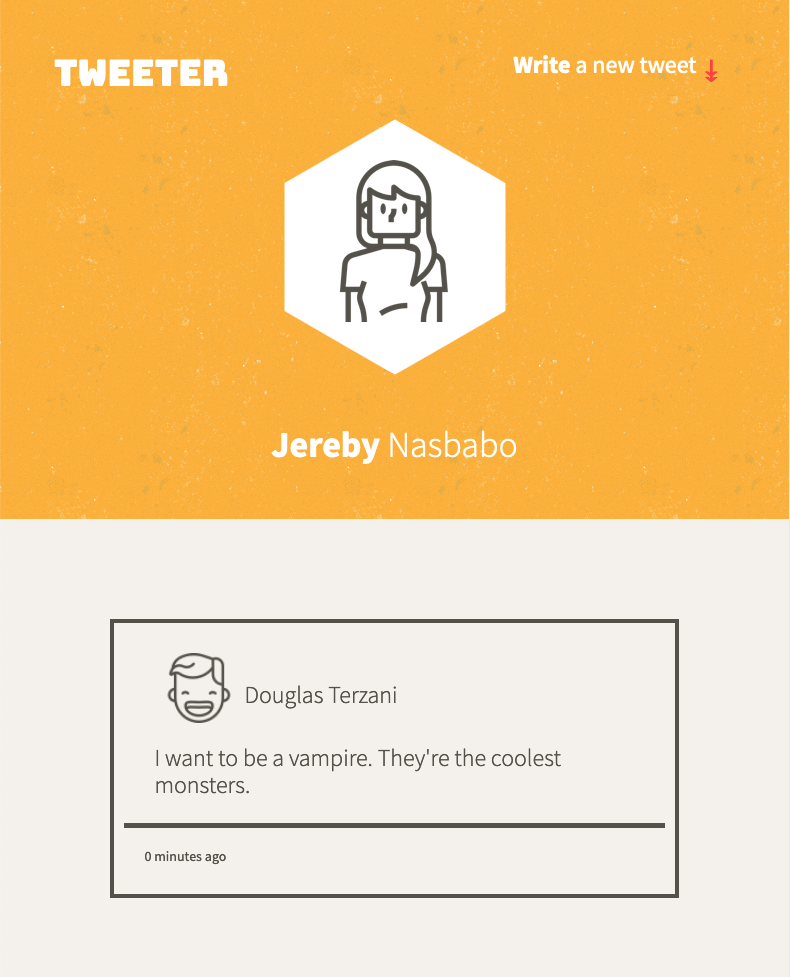 TWEETER
Write a new tweet
Jereby Nasbabo
Douglas Terzani
I want to be a vampire. They're the coolest
monsters.
0 minutes ago